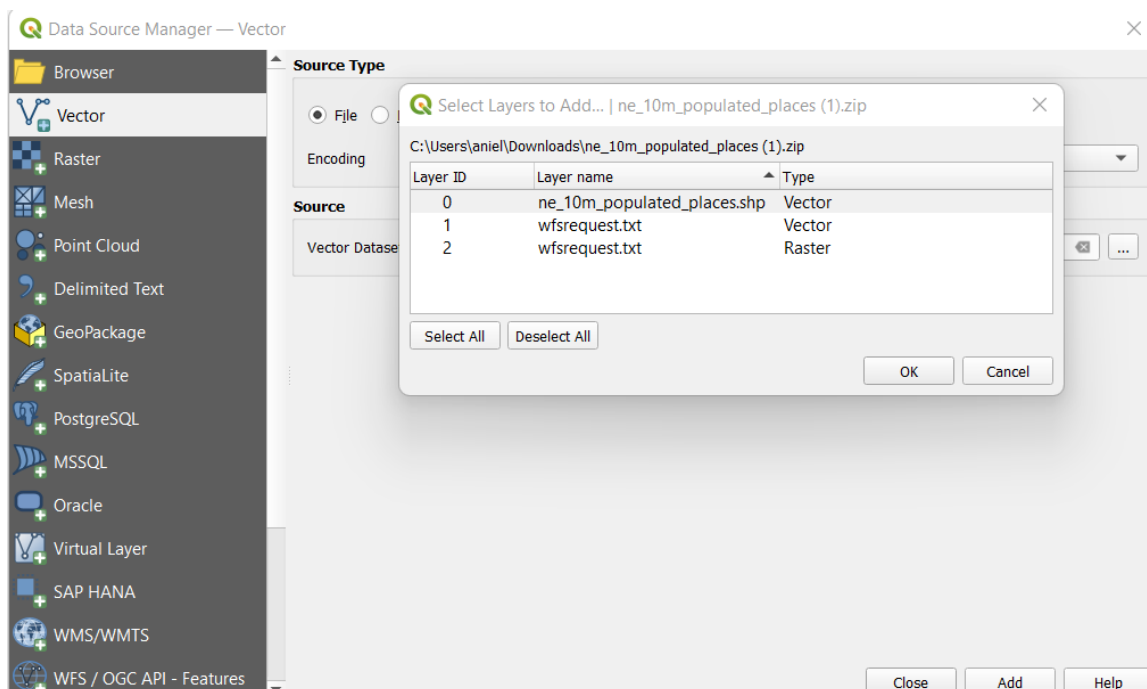 Data Source Manager — Vector
Browser
Vector
Raster
Mesh
Point Cloud
Delimited Text
GeoPackage
SpatiaLite
PostgreSQL
MSSQL
Oracle
Virtual Layer
SAP HANA
WMS/WMTS
WFS / OGC API - Features
Source Type
File
Encoding
Source
Vector Datase
Select Layers to Add... | ne_10m_populated_places (1).zip
C:\Users\aniel\Downloads\ne_10m_populated_places (1).zip
Layer ID Layer name Type
0 ne_10m_populated_places.shp Vector
1 wfsrequest.txt Vector
2 wfsrequest.txt Raster
Select All Deselect All
OK Cancel
...
Close Add Help